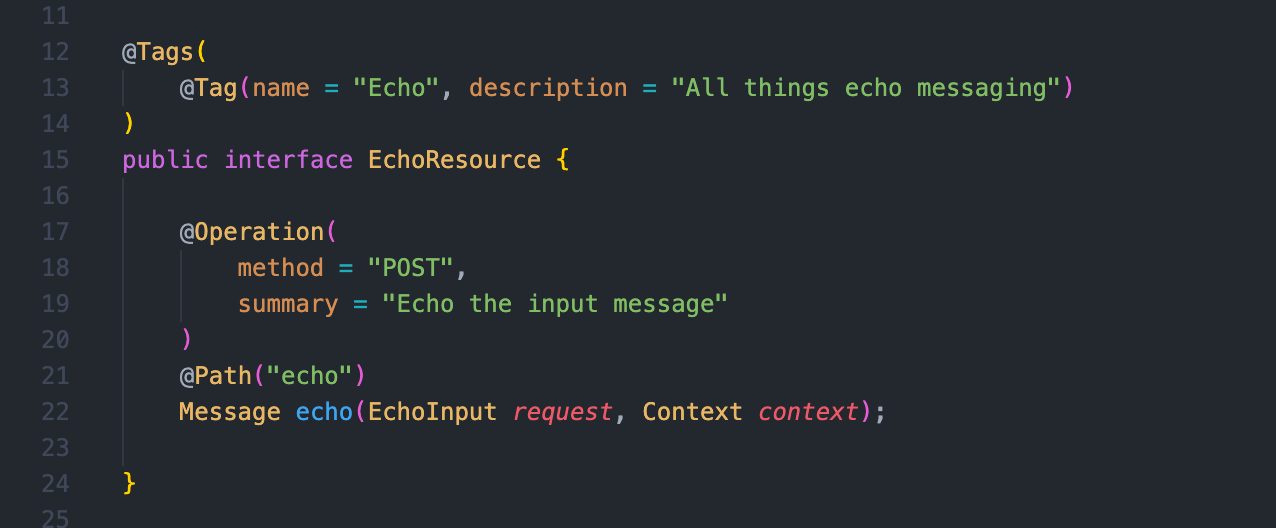 11
12 @Tags(
13     @Tag(name = "Echo", description = "All things echo messaging")
14 )
15 public interface EchoResource {
16
17     @Operation(
18         method = "POST",
19         summary = "Echo the input message"
20     )
21     @Path("echo")
22     Message echo(EchoInput request, Context context);
23
24 }
25